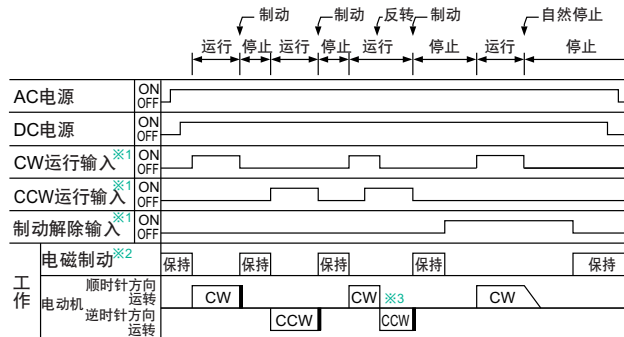 制动 制动 反转 制动 自然停止
运行 停止 运行 停止 运行 停止 运行 停止
AC电源 ON OFF
DC电源 ON OFF
CW运行输入※1 ON OFF
CCW运行输入※1 ON OFF
制动解除输入※1 ON OFF
工作
电磁制动※2 保持 保持 保持 保持 保持
电动机
顺时针方向运转 CW CW ※3 CW
逆时针方向运转 CCW CCW